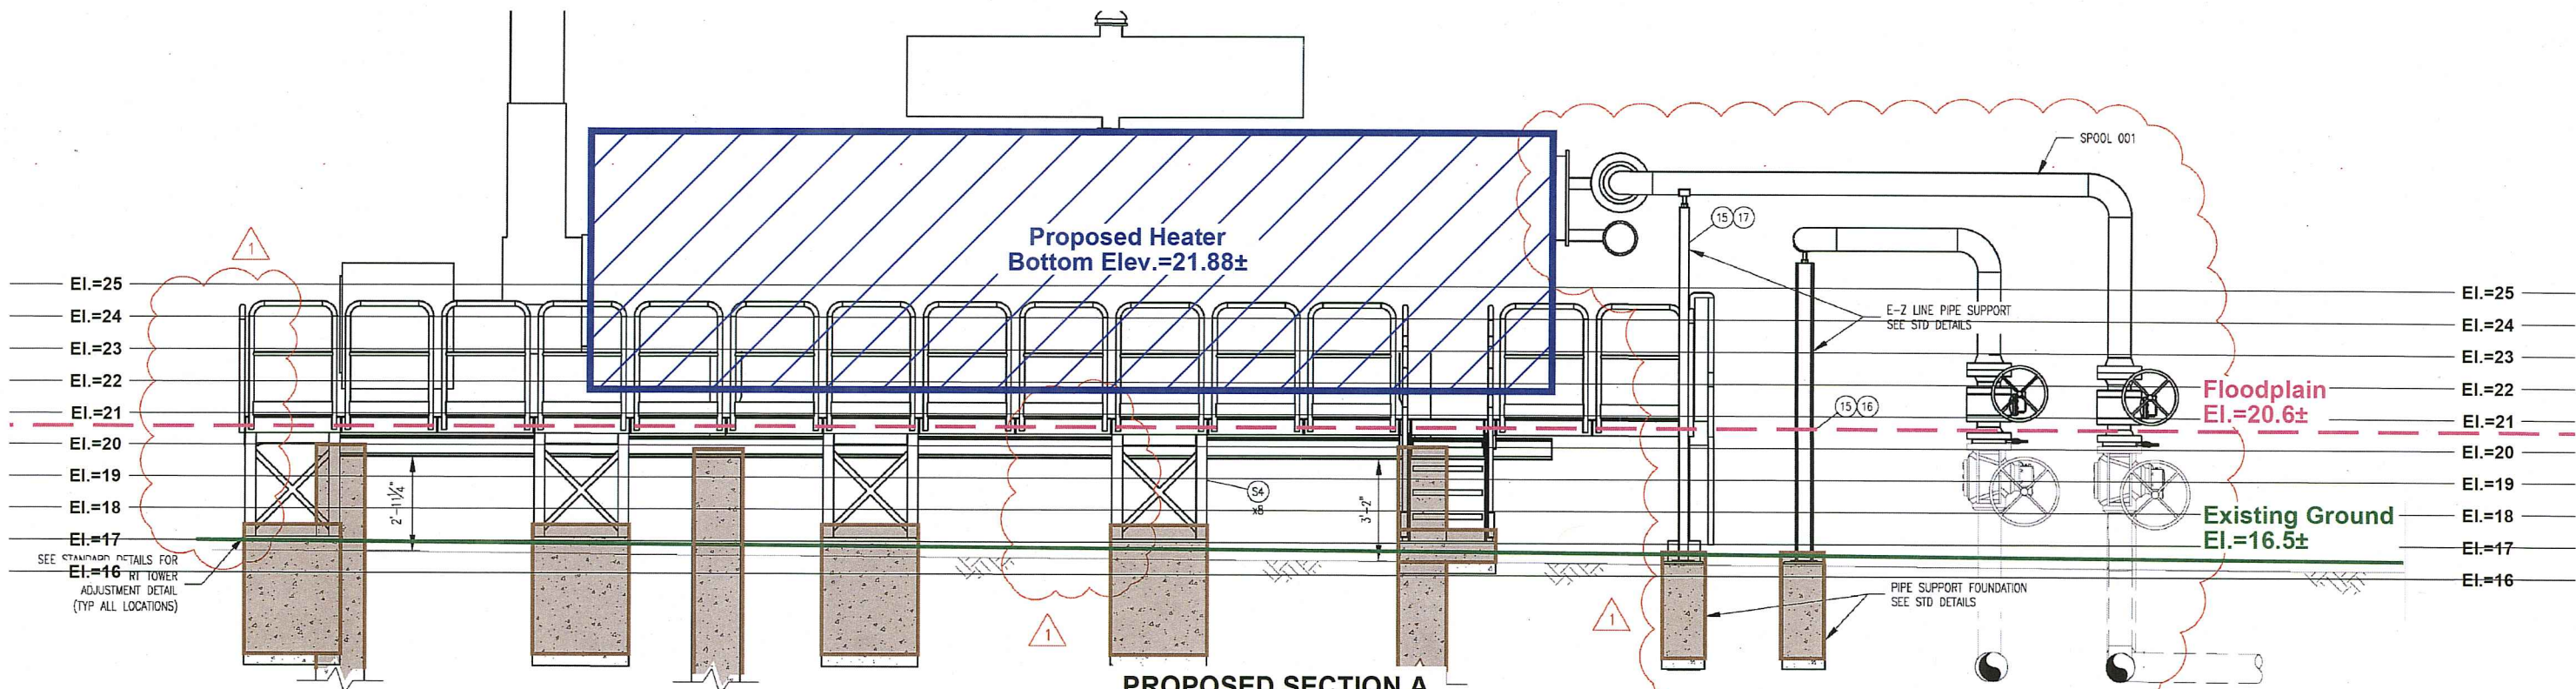 SPOOL 001
1
15 17
Proposed Heater
Bottom Elev.=21.88±
El.=25
El.=24
El.=23
El.=22
El.=21
El.=20
El.=19
El.=18
El.=17
El.=16
E-Z LINE PIPE SUPPORT
SEE STD DETAILS
El.=25
El.=24
El.=23
El.=22
El.=21
El.=20
El.=19
El.=18
El.=17
El.=16
Floodplain
El.=20.6±
15 16
2'-11¼"
S4
x8
3'-2"
Existing Ground
El.=16.5±
SEE STANDARD DETAILS FOR
RT TOWER
ADJUSTMENT DETAIL
(TYP ALL LOCATIONS)
PIPE SUPPORT FOUNDATION
SEE STD DETAILS
1
1
PROPOSED SECTION A